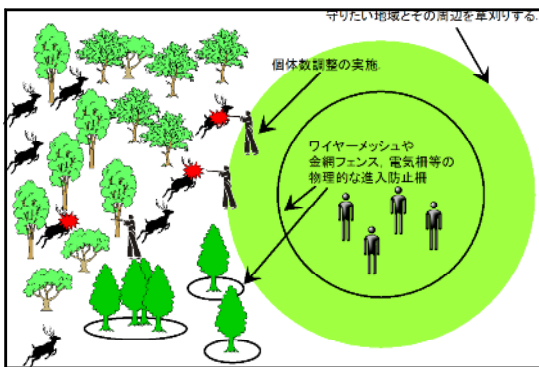 守りたい地域とその周辺を草刈りする.
個体数調整の実施.
ワイヤーメッシュや
金網フェンス, 電気柵等の
物理的な進入防止柵